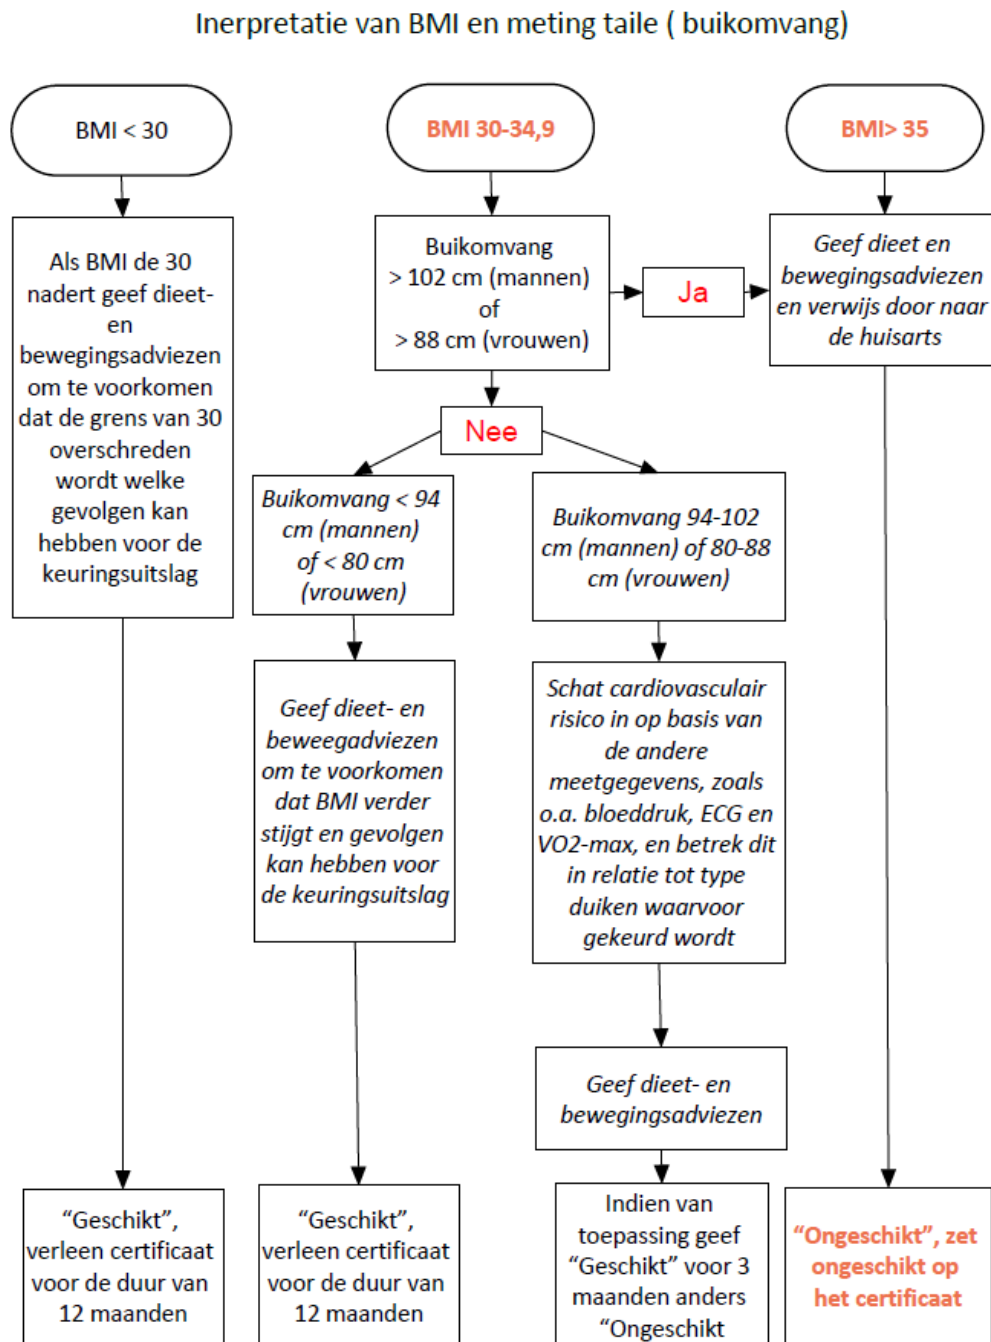 Inerpretatie van BMI en meting taile ( buikomvang)
BMI < 30
BMI 30-34,9
BMI> 35
Als BMI de 30
nadert geef dieet-
en
bewegingsadviezen
om te voorkomen
dat de grens van 30
overschreden
wordt welke
gevolgen kan
hebben voor de
keuringsuitslag
Buikomvang
> 102 cm (mannen)
of
> 88 cm (vrouwen)
Ja
Geef dieet en
bewegingsadviezen
en verwijs door naar
de huisarts
Nee
Buikomvang < 94
cm (mannen)
of < 80 cm
(vrouwen)
Buikomvang 94-102
cm (mannen) of 80-88
cm (vrouwen)
Geef dieet- en
beweegadviezen
om te voorkomen
dat BMI verder
stijgt en gevolgen
kan hebben voor
de keuringsuitslag
Schat cardiovasculair
risico in op basis van
de andere
meetgegevens, zoals
o.a. bloeddruk, ECG en
VO2-max, en betrek dit
in relatie tot type
duiken waarvoor
gekeurd wordt
Geef dieet- en
bewegingsadviezen
“Geschikt”,
verleen certificaat
voor de duur van
12 maanden
“Geschikt”,
verleen certificaat
voor de duur van
12 maanden
Indien van
toepassing geef
“Geschikt” voor 3
maanden anders
“Ongeschikt
“Ongeschikt”, zet
ongeschikt op
het certificaat